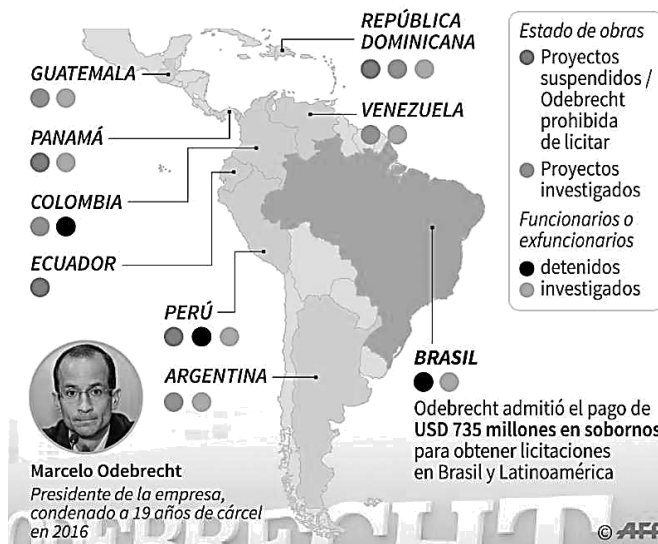 REPÚBLICA
DOMINICANA
GUATEMALA
VENEZUELA
PANAMÁ
COLOMBIA
ECUADOR
PERÚ
ARGENTINA
BRASIL
Estado de obras
Proyectos
suspendidos /
Odebrecht
prohibida
de licitar
Proyectos
investigados
Funcionarios o
exfuncionarios
detenidos
investigados
Odebrecht admitió el pago de
USD 735 millones en sobornos
para obtener licitaciones
en Brasil y Latinoamérica
Marcelo Odebrecht
Presidente de la empresa,
condenado a 19 años de cárcel
en 2016
ODEBRECHT
© AFP